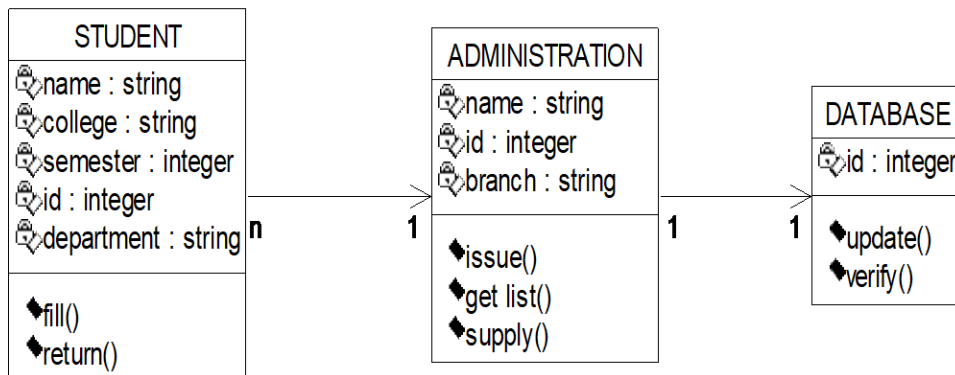 STUDENT
name : string
college : string
semester : integer
id : integer
department : string
fill()
return()
n
1
ADMINISTRATION
name : string
id : integer
branch : string
issue()
get list()
supply()
1
1
DATABASE
id : integer
update()
verify()